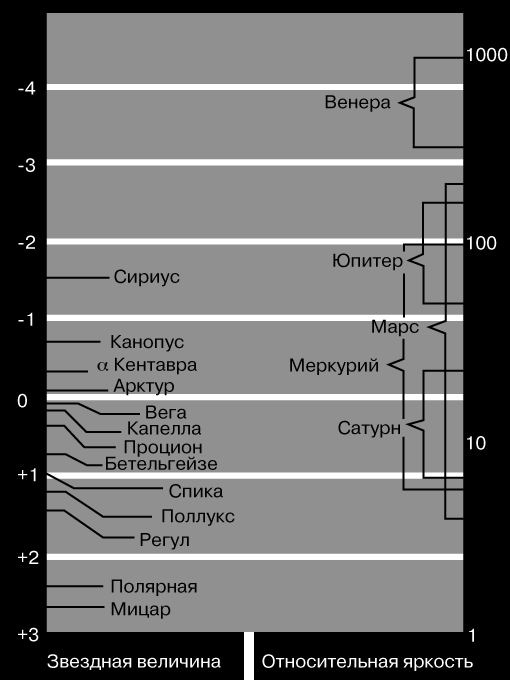 1000
-4
Венера
-3
-2
100
Юпитер
Сириус
-1
Марс
Канопус
α Кентавра
Меркурий
Арктур
0
Вега
Капелла
Сатурн
Процион
10
Бетельгейзе
+1
Спика
Поллукс
Регул
+2
Полярная
Мицар
+3
1
Звездная величина
Относительная яркость